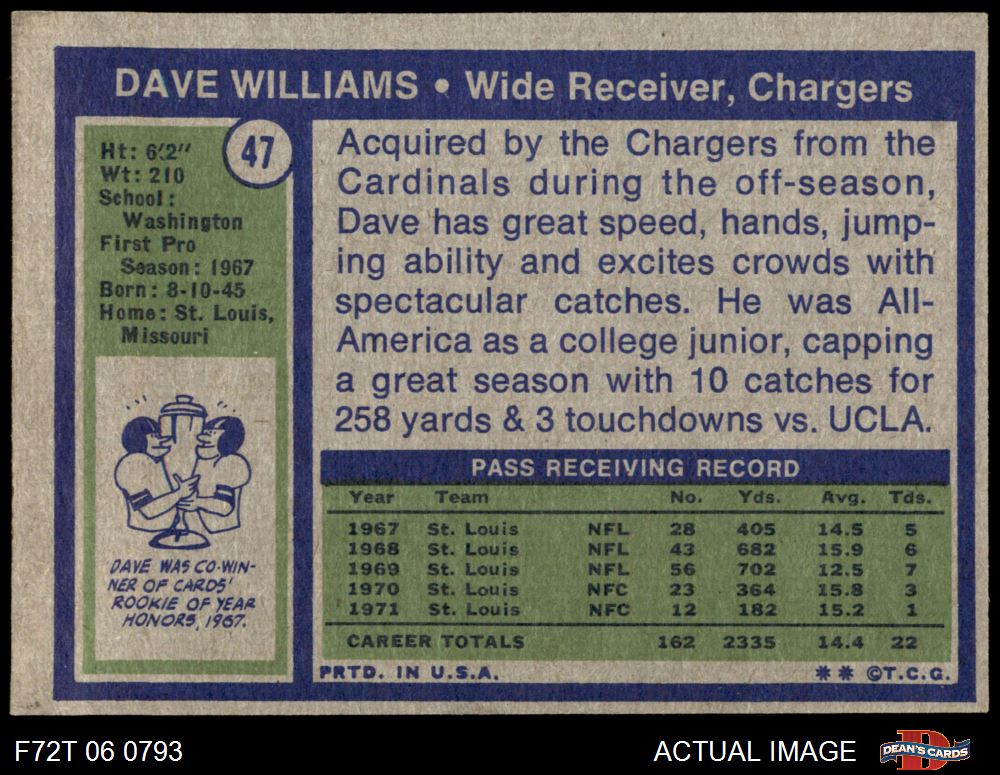 DAVE WILLIAMS • Wide Receiver, Chargers
47
Ht: 6'2"
Wt: 210
School:
Washington
First Pro
Season: 1967
Born: 8-10-45
Home: St. Louis,
Missouri
DAVE WAS CO-WIN-
NER OF CARDS'
ROOKIE OF YEAR
HONORS, 1967.
Acquired by the Chargers from the
Cardinals during the off-season,
Dave has great speed, hands, jump-
ing ability and excites crowds with
spectacular catches. He was All-
America as a college junior, capping
a great season with 10 catches for
258 yards & 3 touchdowns vs. UCLA.
PASS RECEIVING RECORD
Year Team No. Yds. Avg. Tds.
1967 St. Louis NFL 28 405 14.5 5
1968 St. Louis NFL 43 682 15.9 6
1969 St. Louis NFL 56 702 12.5 7
1970 St. Louis NFC 23 364 15.8 3
1971 St. Louis NFC 12 182 15.2 1
CAREER TOTALS 162 2335 14.4 22
PRTD. IN U.S.A. ** ©T.C.G.
F72T 06 0793
ACTUAL IMAGE
DEAN'S CARDS